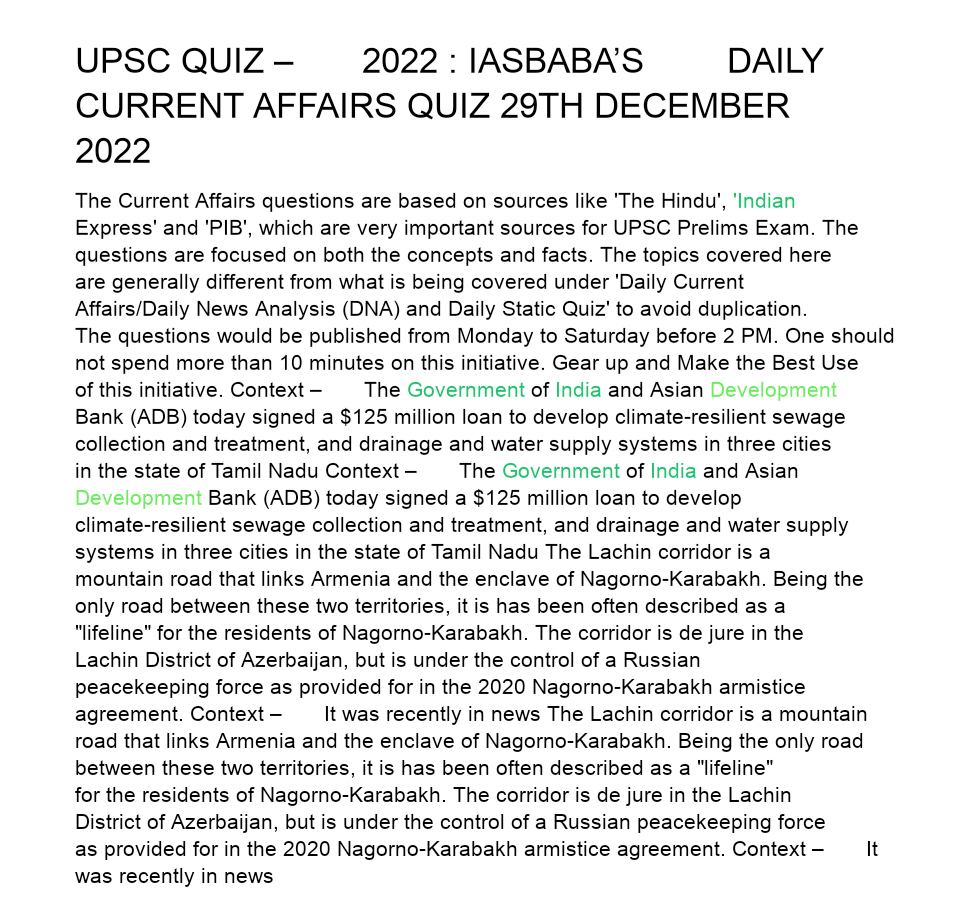 UPSC QUIZ – 2022 : IASBABA’S DAILY
CURRENT AFFAIRS QUIZ 29TH DECEMBER
2022
The Current Affairs questions are based on sources like 'The Hindu', 'Indian
Express' and 'PIB', which are very important sources for UPSC Prelims Exam. The
questions are focused on both the concepts and facts. The topics covered here
are generally different from what is being covered under 'Daily Current
Affairs/Daily News Analysis (DNA) and Daily Static Quiz' to avoid duplication.
The questions would be published from Monday to Saturday before 2 PM. One should
not spend more than 10 minutes on this initiative. Gear up and Make the Best Use
of this initiative. Context – The Government of India and Asian Development
Bank (ADB) today signed a $125 million loan to develop climate-resilient sewage
collection and treatment, and drainage and water supply systems in three cities
in the state of Tamil Nadu Context – The Government of India and Asian
Development Bank (ADB) today signed a $125 million loan to develop
climate-resilient sewage collection and treatment, and drainage and water supply
systems in three cities in the state of Tamil Nadu The Lachin corridor is a
mountain road that links Armenia and the enclave of Nagorno-Karabakh. Being the
only road between these two territories, it is has been often described as a
"lifeline" for the residents of Nagorno-Karabakh. The corridor is de jure in the
Lachin District of Azerbaijan, but is under the control of a Russian
peacekeeping force as provided for in the 2020 Nagorno-Karabakh armistice
agreement. Context – It was recently in news The Lachin corridor is a mountain
road that links Armenia and the enclave of Nagorno-Karabakh. Being the only road
between these two territories, it is has been often described as a "lifeline"
for the residents of Nagorno-Karabakh. The corridor is de jure in the Lachin
District of Azerbaijan, but is under the control of a Russian peacekeeping force
as provided for in the 2020 Nagorno-Karabakh armistice agreement. Context – It
was recently in news